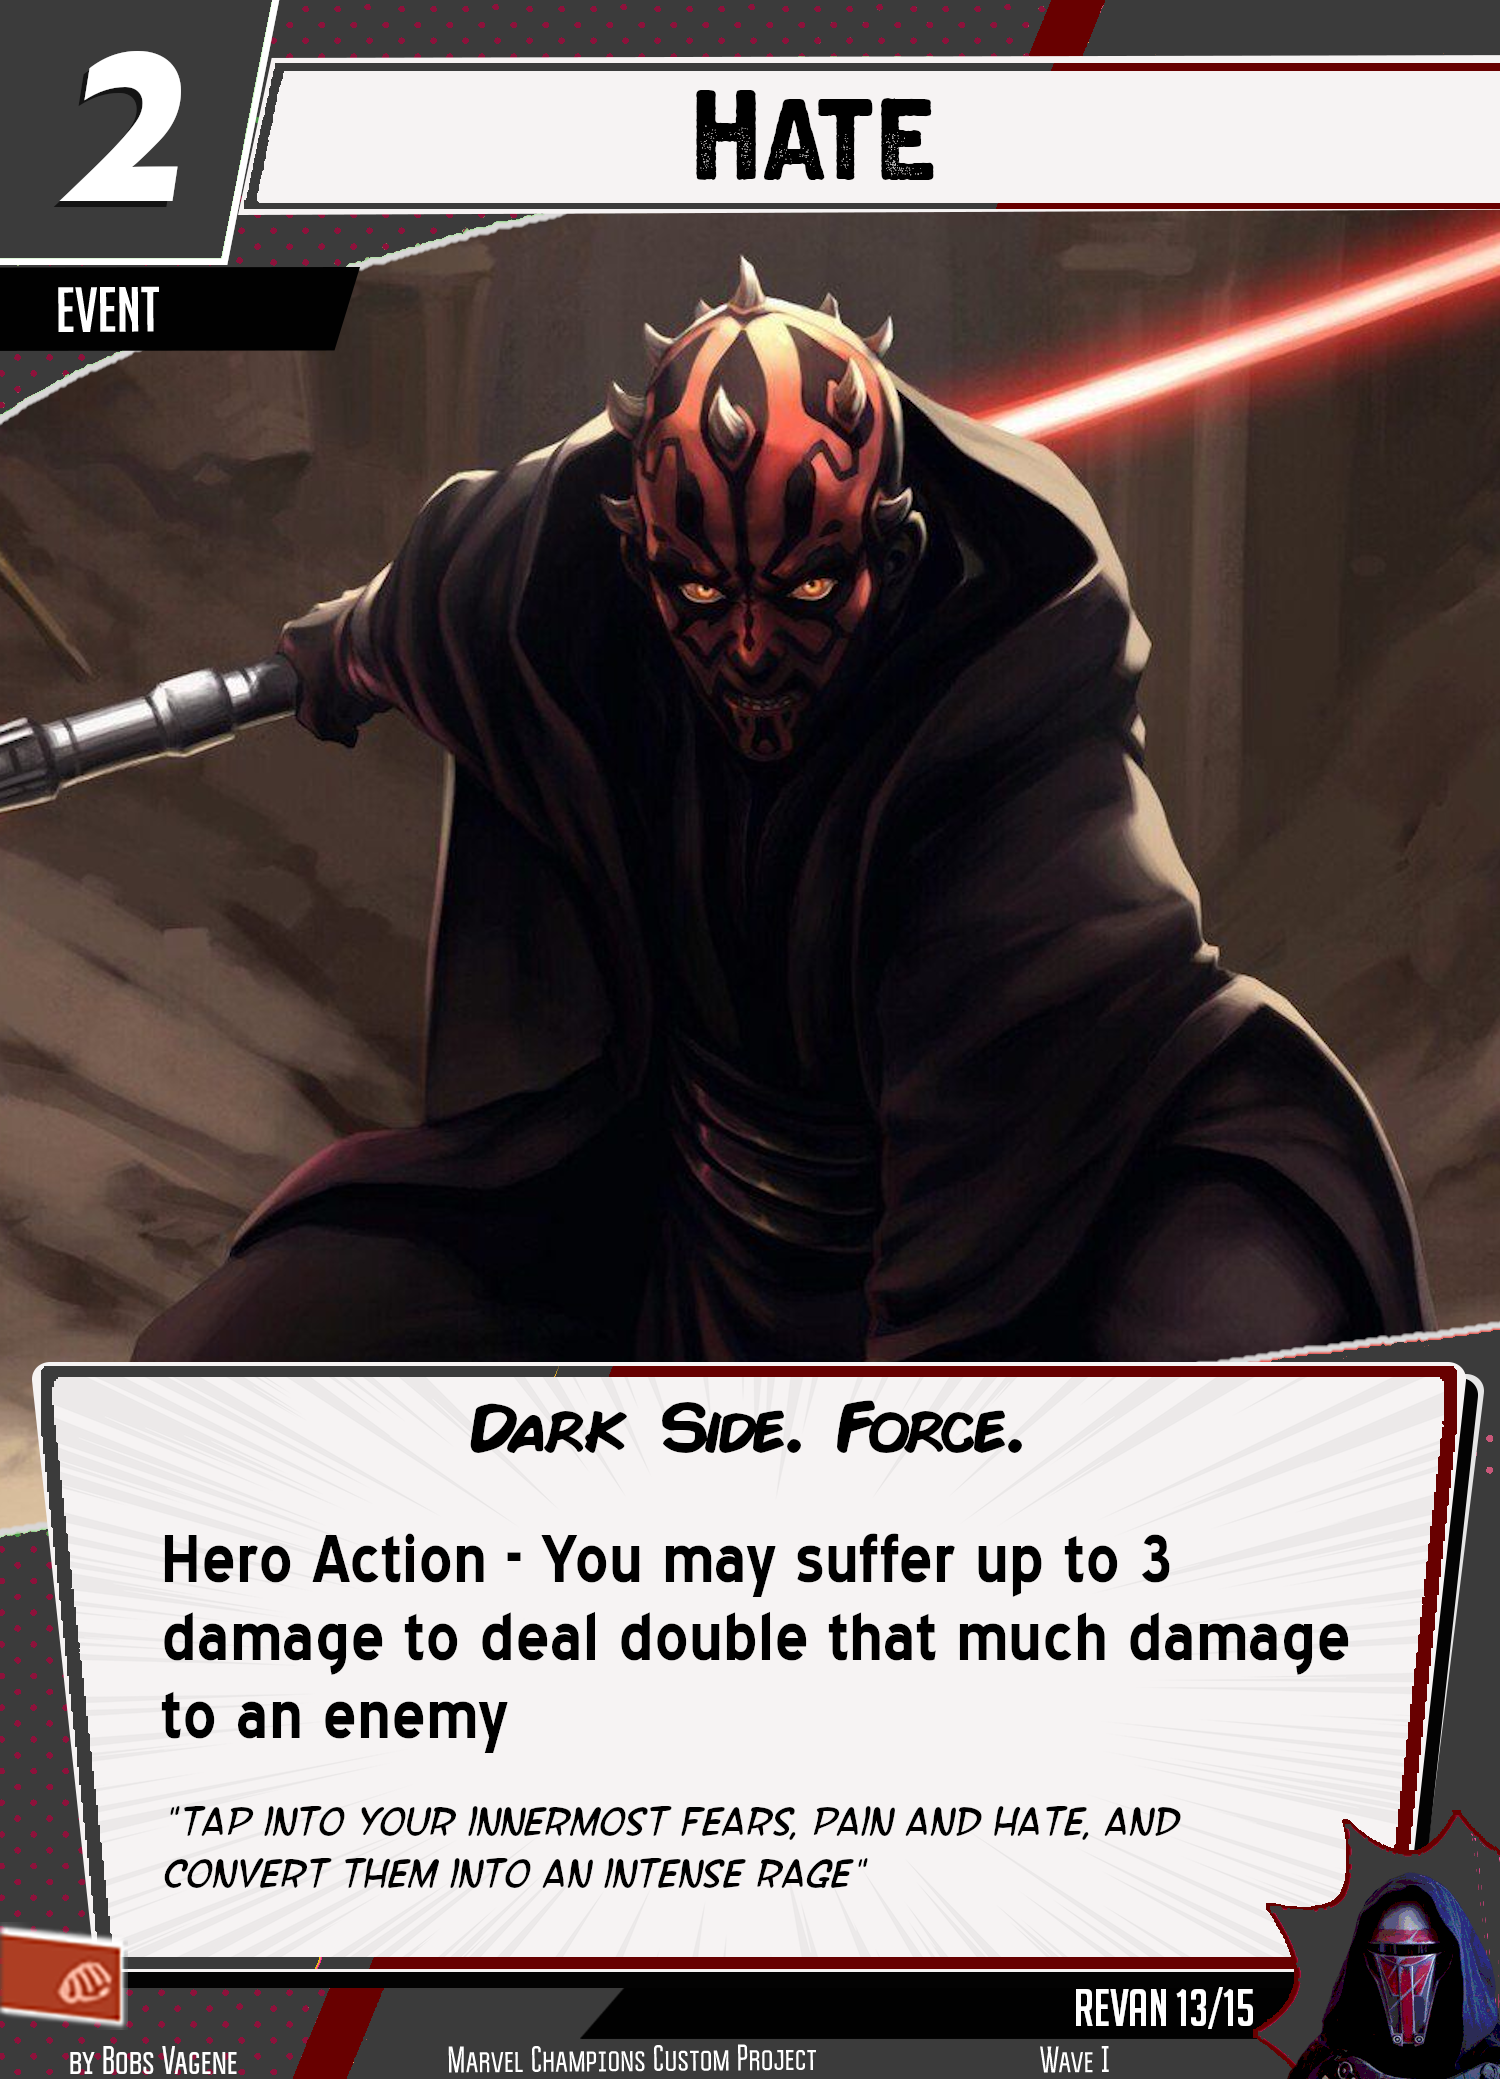 2
HATE
EVENT
DARK SIDE. FORCE.
Hero Action - You may suffer up to 3
damage to deal double that much damage
to an enemy
"TAP INTO YOUR INNERMOST FEARS, PAIN AND HATE, AND
CONVERT THEM INTO AN INTENSE RAGE"
REVAN 13/15
BY BOBS VAGENE
MARVEL CHAMPIONS CUSTOM PROJECT
WAVE I